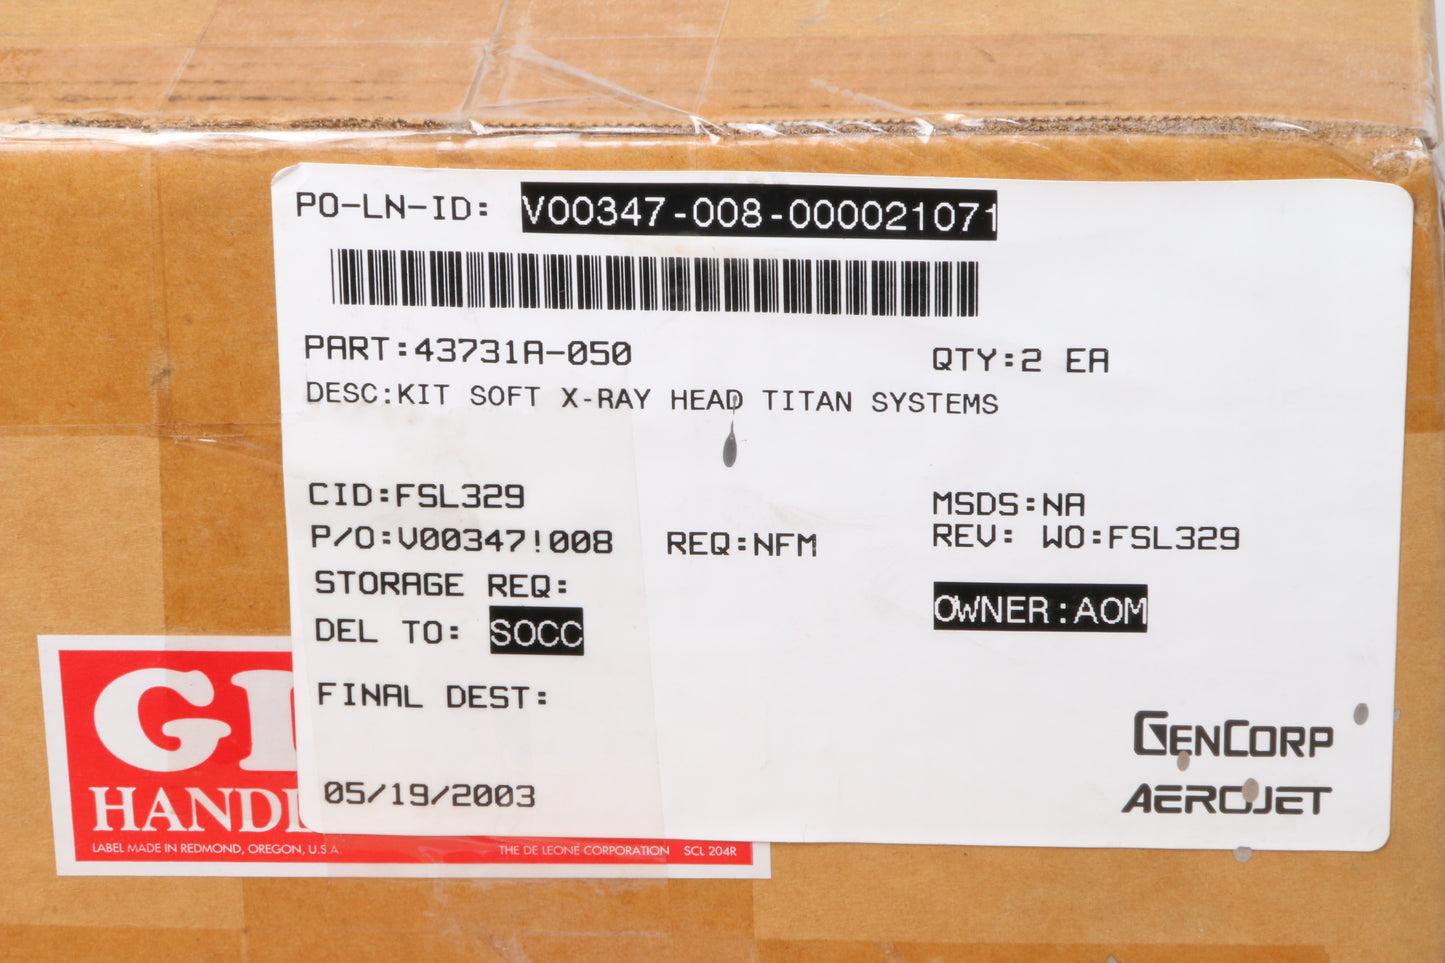 PO-LN-ID: V00347-008-000021071
PART:43731A-050 QTY:2 EA
DESC:KIT SOFT X-RAY HEAD TITAN SYSTEMS
CID:FSL329 MSDS:NA
P/O:V00347!008 REQ:NFM REV: WO:FSL329
STORAGE REQ:
DEL TO: SOCC OWNER:AOM
FINAL DEST:
05/19/2003
GENCORP
AEROJET
HANDL
LABEL MADE IN REDMOND, OREGON, U.S.A. THE DE LEONE CORPORATION SCL 204R